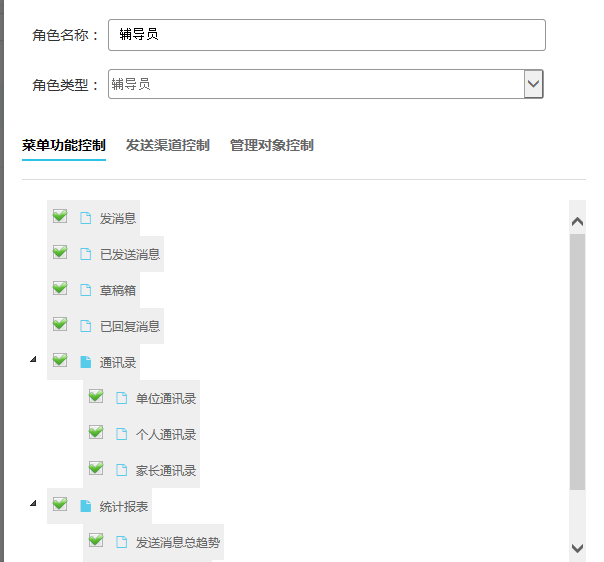 角色名称： 辅导员
角色类型： 辅导员
菜单功能控制 发送渠道控制 管理对象控制
发消息
已发送消息
草稿箱
已回复消息
通讯录
单位通讯录
个人通讯录
家长通讯录
统计报表
发送消息总趋势